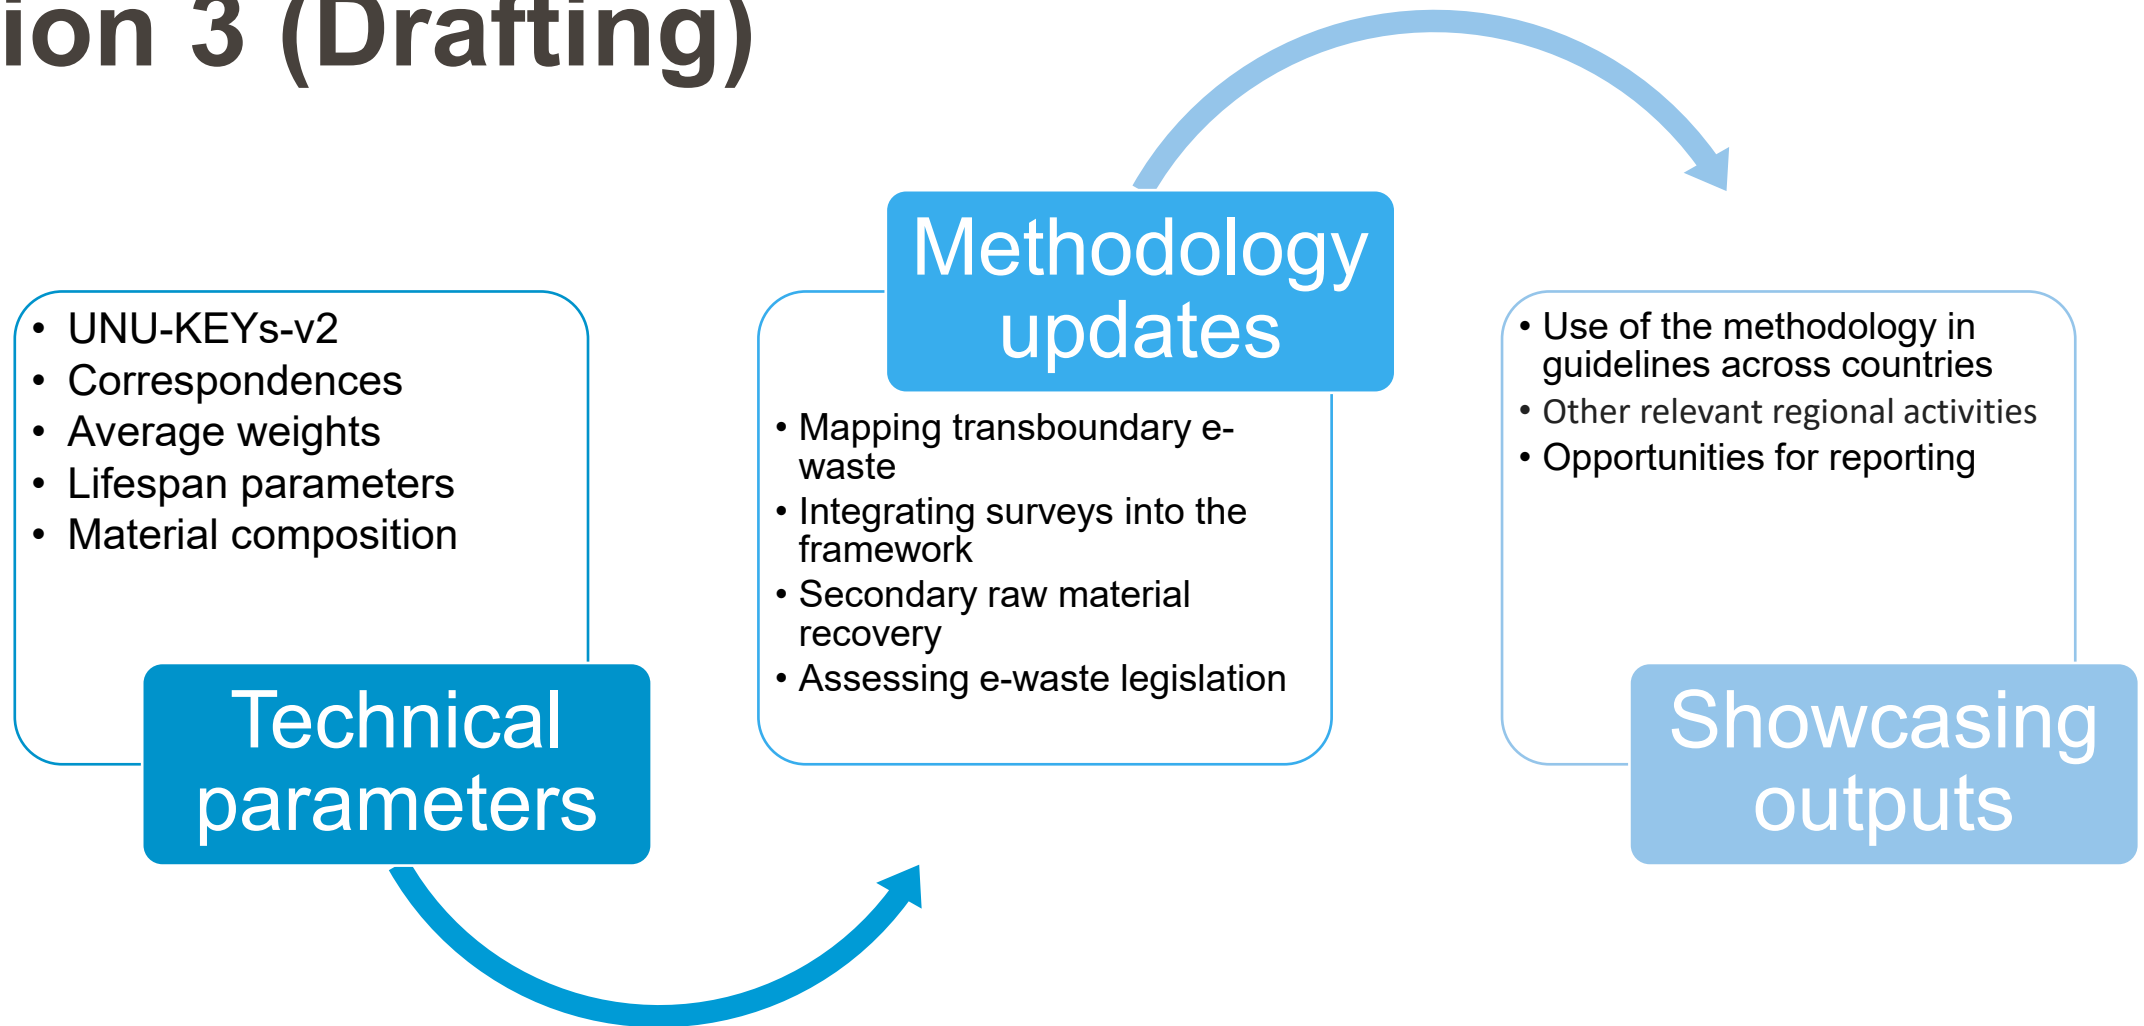 ion 3 (Drafting)
• UNU-KEYs-v2
• Correspondences
• Average weights
• Lifespan parameters
• Material composition
Technical
parameters
Methodology
updates
• Mapping transboundary e-
waste
• Integrating surveys into the
framework
• Secondary raw material
recovery
• Assessing e-waste legislation
• Use of the methodology in
guidelines across countries
• Other relevant regional activities
• Opportunities for reporting
Showcasing
outputs